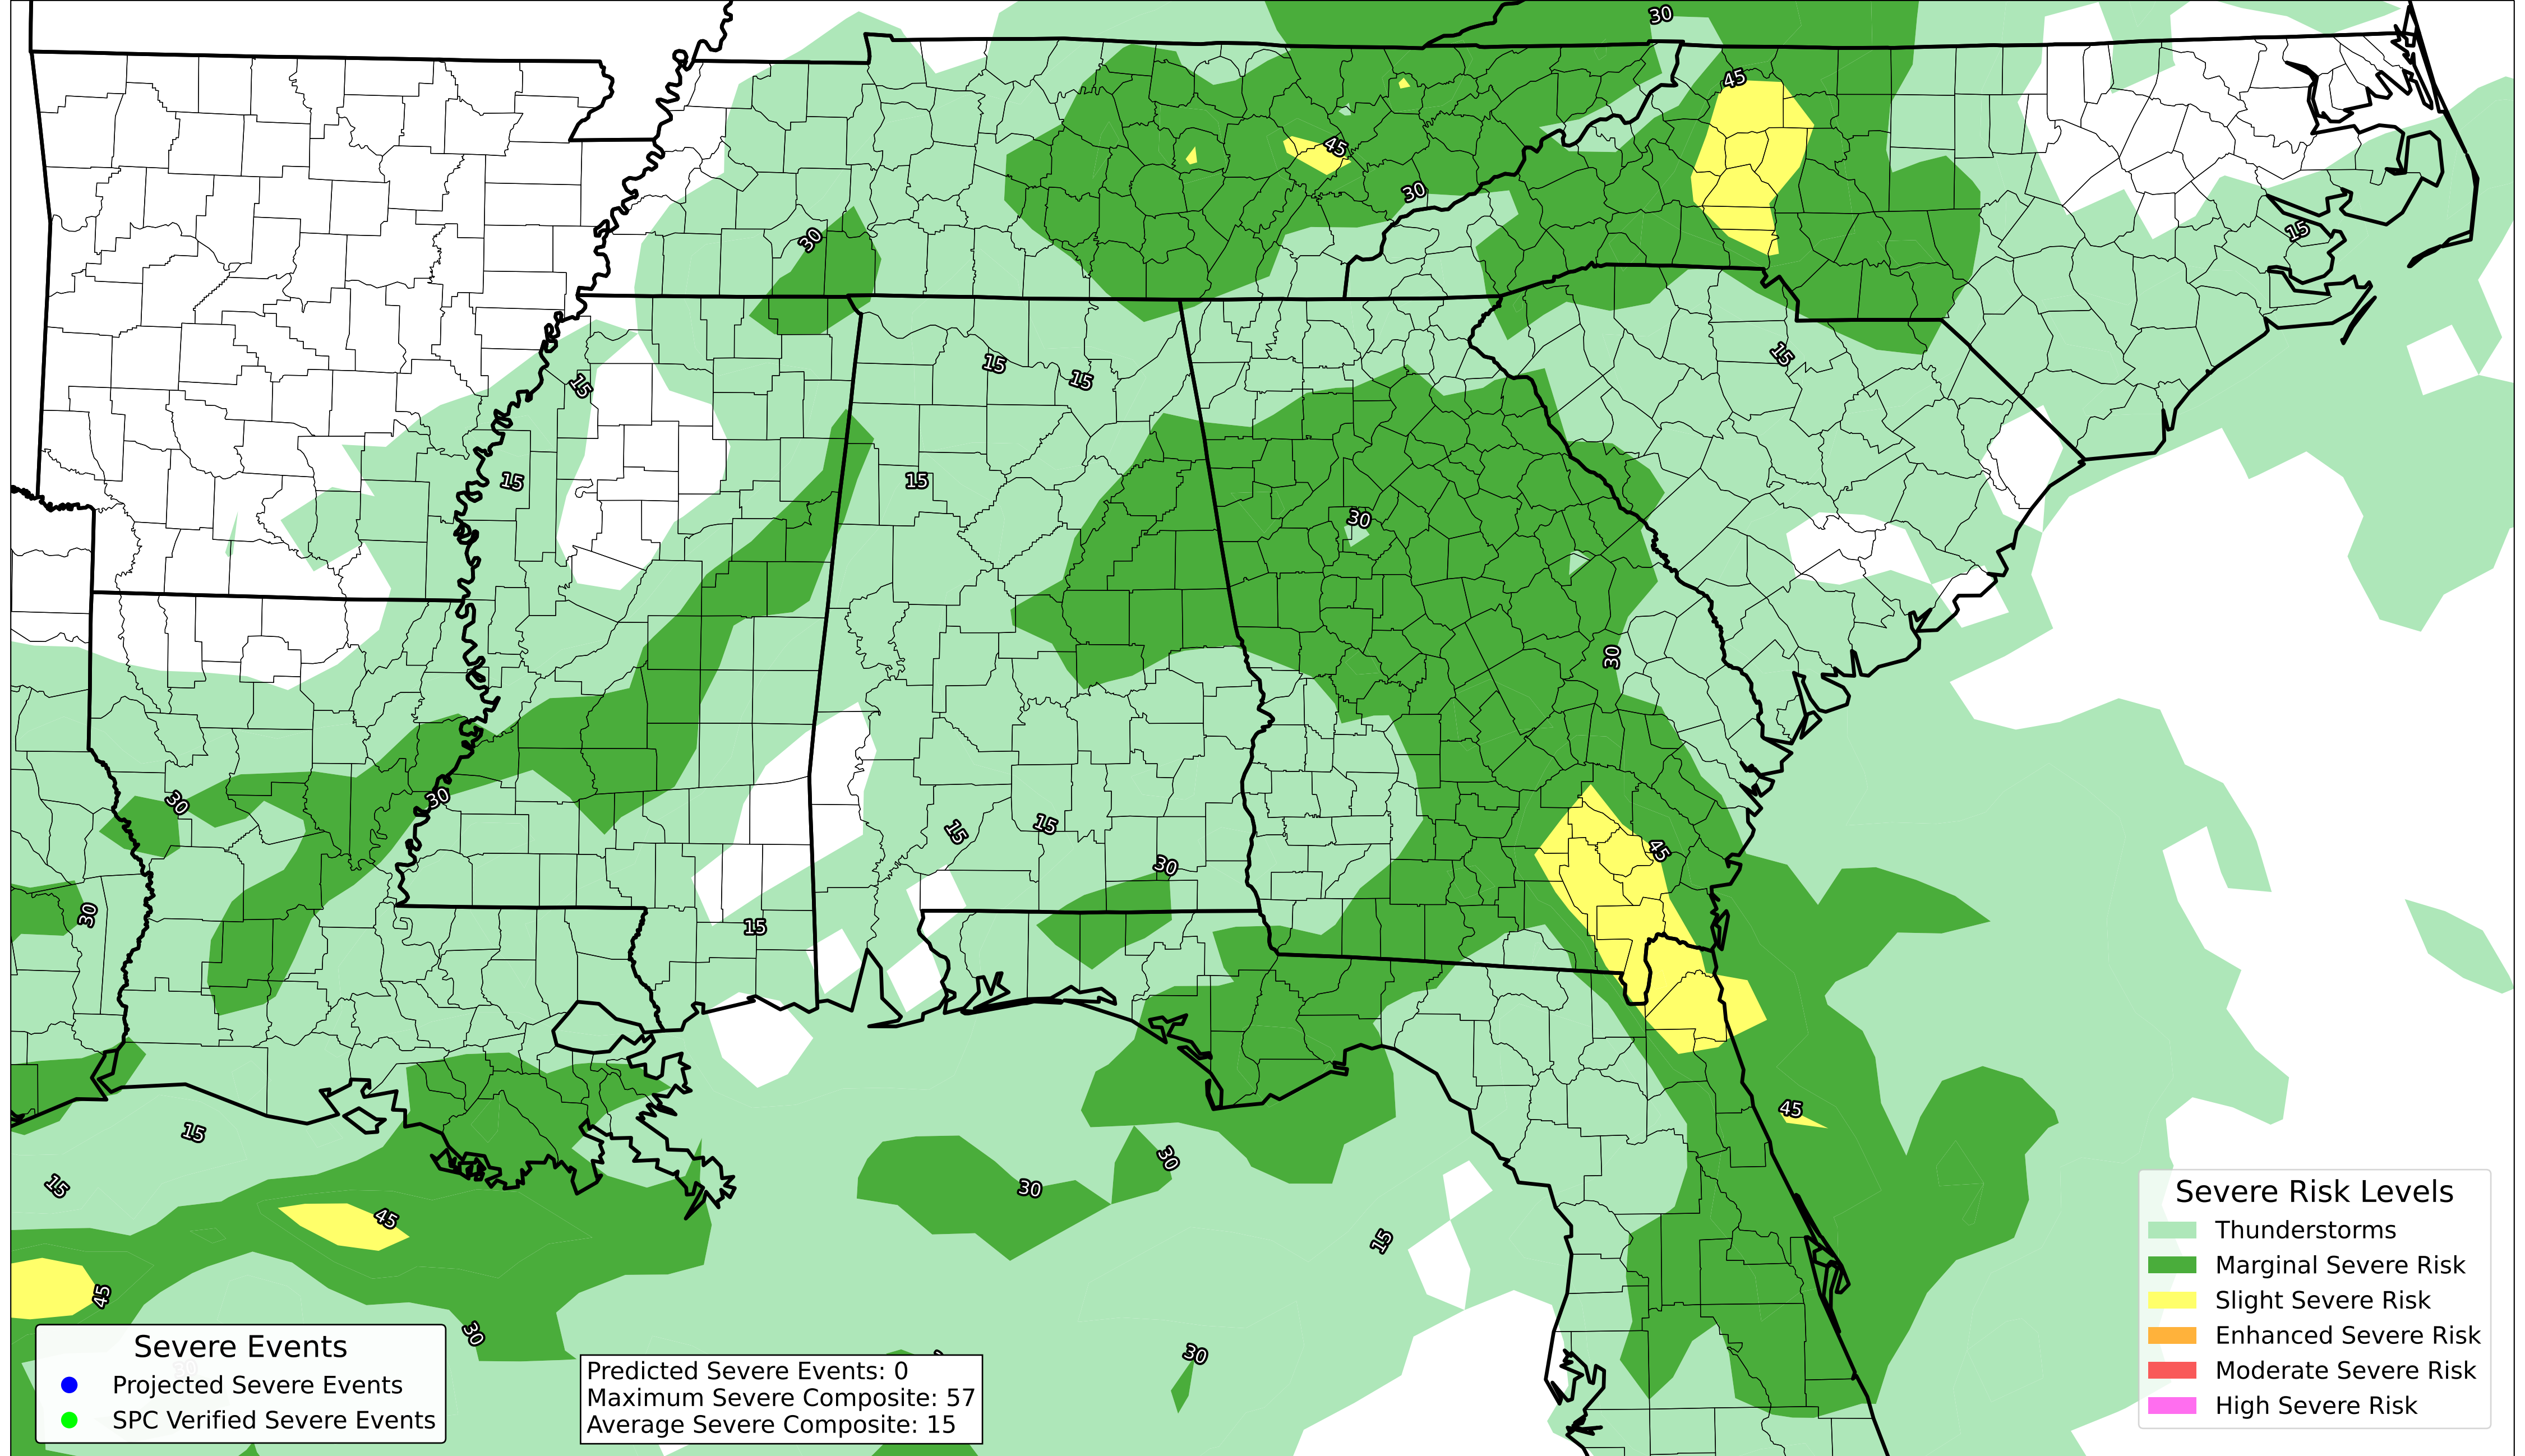 30
45
45
30
30
15
30
15
15
15
15
15
15
30
30
45
30
30
15
15
30
30
15
45
15
30
30
15
45
15
45
30
30
Severe Risk Levels
Thunderstorms
Marginal Severe Risk
Slight Severe Risk
Enhanced Severe Risk
Moderate Severe Risk
High Severe Risk
Severe Events
Projected Severe Events
SPC Verified Severe Events
Predicted Severe Events: 0
Maximum Severe Composite: 57
Average Severe Composite: 15